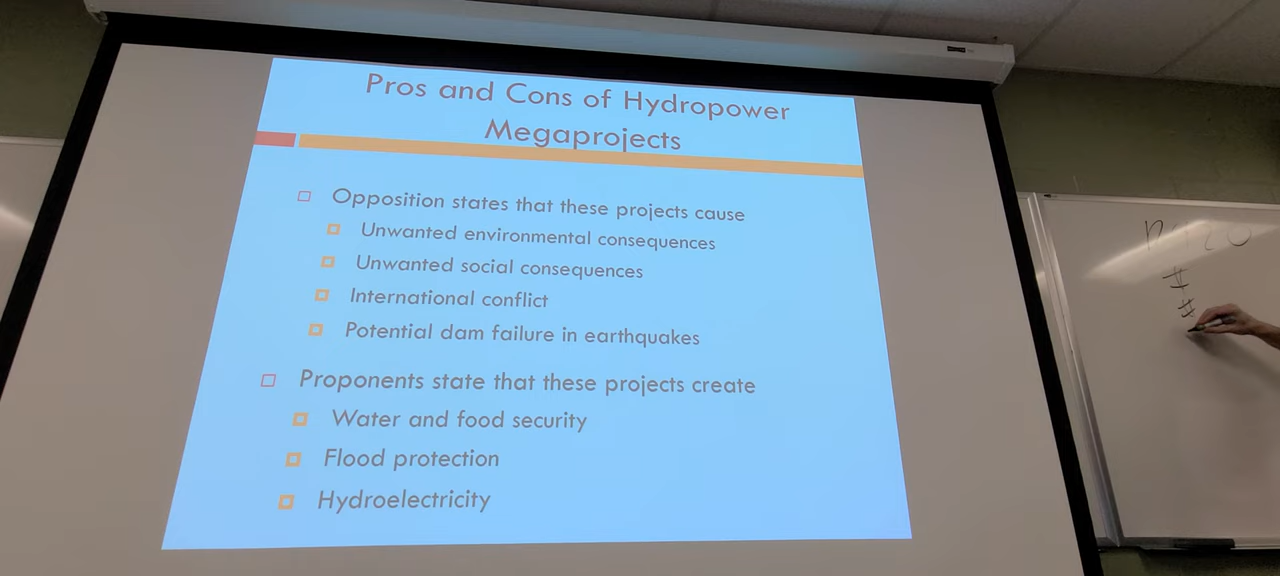 Pros and Cons of Hydropower
Megaprojects
Opposition states that these projects cause
Unwanted environmental consequences
Unwanted social consequences
International conflict
Potential dam failure in earthquakes
Proponents state that these projects create
Water and food security
Flood protection
Hydroelectricity
#
#